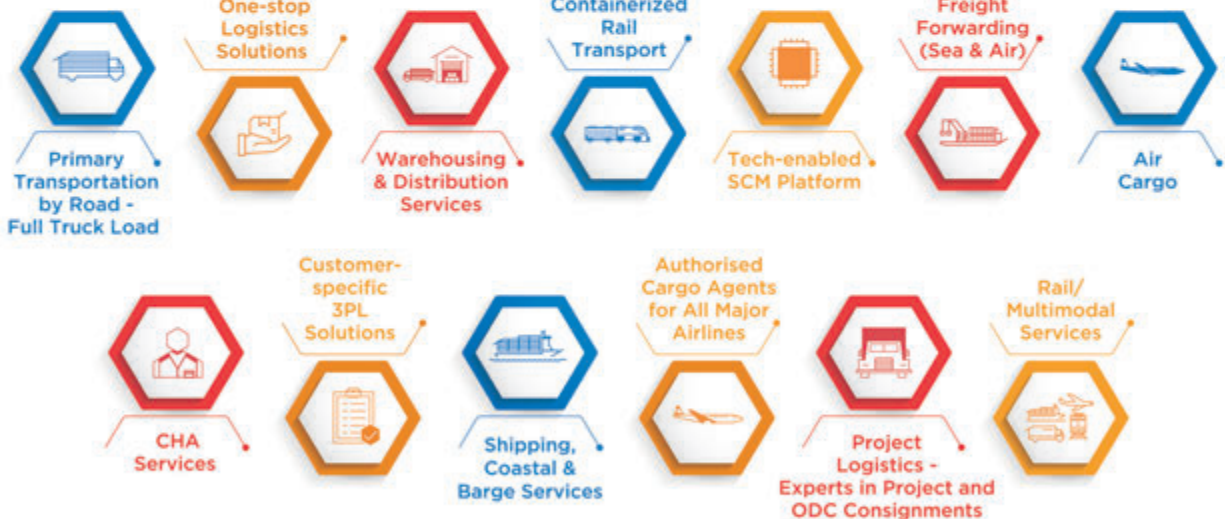 Primary
Transportation
by Road -
Full Truck Load
One-stop
Logistics
Solutions
Warehousing
& Distribution
Services
Containerized
Rail
Transport
Tech-enabled
SCM Platform
Freight
Forwarding
(Sea & Air)
Air
Cargo
CHA
Services
Customer-
specific
3PL
Solutions
Shipping,
Coastal &
Barge Services
Authorised
Cargo Agents
for All Major
Airlines
Project
Logistics -
Experts in Project and
ODC Consignments
Rail/
Multimodal
Services